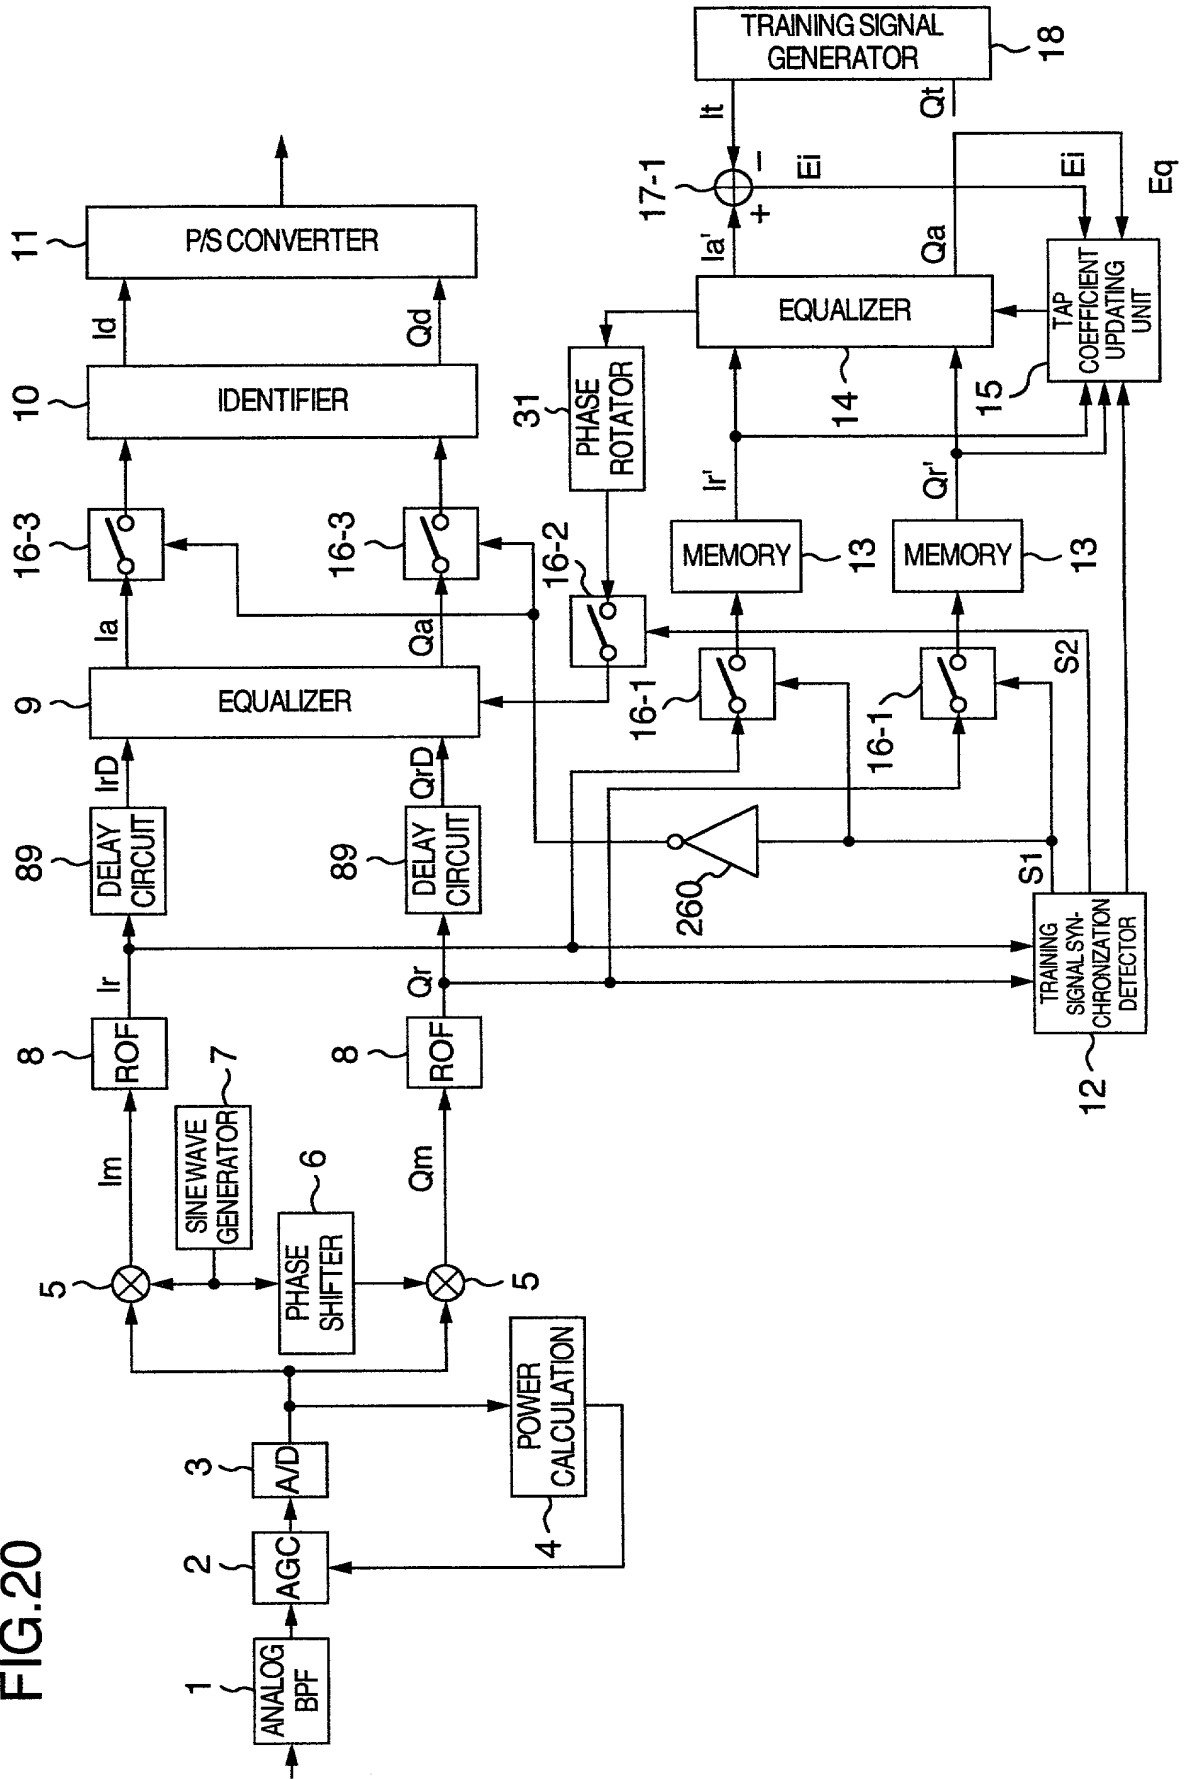 FIG.20
1
ANALOG
BPF
2
AGC
3
A/D
4
POWER
CALCULATION
5
5
6
PHASE
SHIFTER
7
SINE WAVE
GENERATOR
Im
Qm
8
ROF
8
ROF
Ir
Qr
89
DELAY
CIRCUIT
89
DELAY
CIRCUIT
IrD
QrD
9
EQUALIZER
Ia
Qa
16-3
16-3
10
IDENTIFIER
Id
Qd
11
P/S CONVERTER
12
TRAINING
SIGNAL SYN-
CHRONIZATION
DETECTOR
S1
S2
260
16-1
16-1
16-2
13
MEMORY
13
MEMORY
31
PHASE
ROTATOR
Ir'
Qr'
14
EQUALIZER
15
TAP
COEFFICIENT
UPDATING
UNIT
Ia'
Qa
17-1
+
−
Ei
Ei
Eq
It
Qt
18
TRAINING SIGNAL
GENERATOR